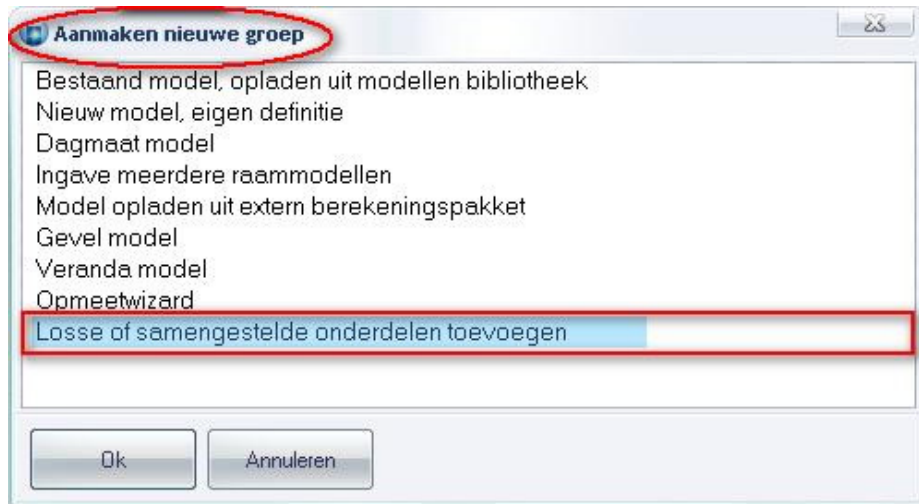 Aanmaken nieuwe groep
Bestaand model, opladen uit modellen bibliotheek
Nieuw model, eigen definitie
Dagmaat model
Ingave meerdere raammodellen
Model opladen uit extern berekeningspakket
Gevel model
Veranda model
Opmeetwizard
Losse of samengestelde onderdelen toevoegen
Ok Annuleren